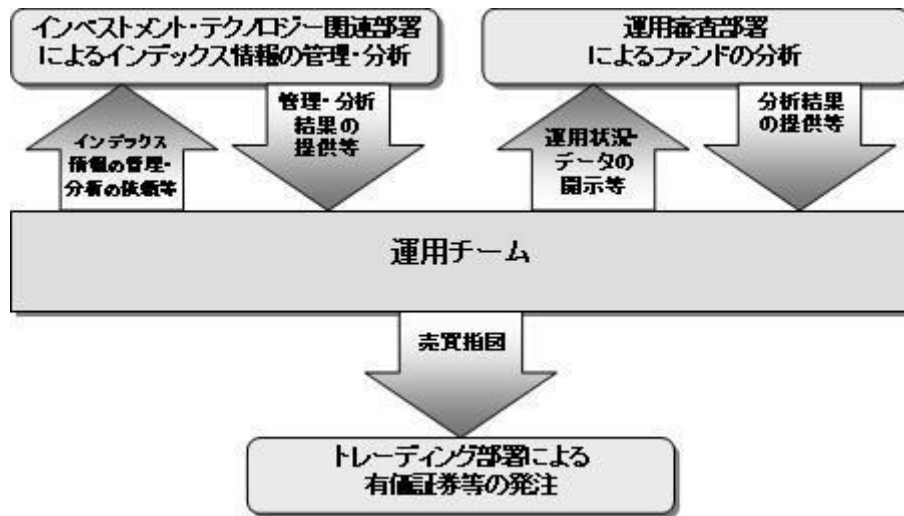 インベストメント・テクノロジー関連部署
によるインデックス情報の管理・分析
運用審査部署
によるファンドの分析
インデックス
情報の管理・
分析の依頼等
管理・分析
結果の
提供等
運用状況・
データの
開示等
分析結果
の提供等
運用チーム
売買指図
トレーディング部署による
有価証券等の発注